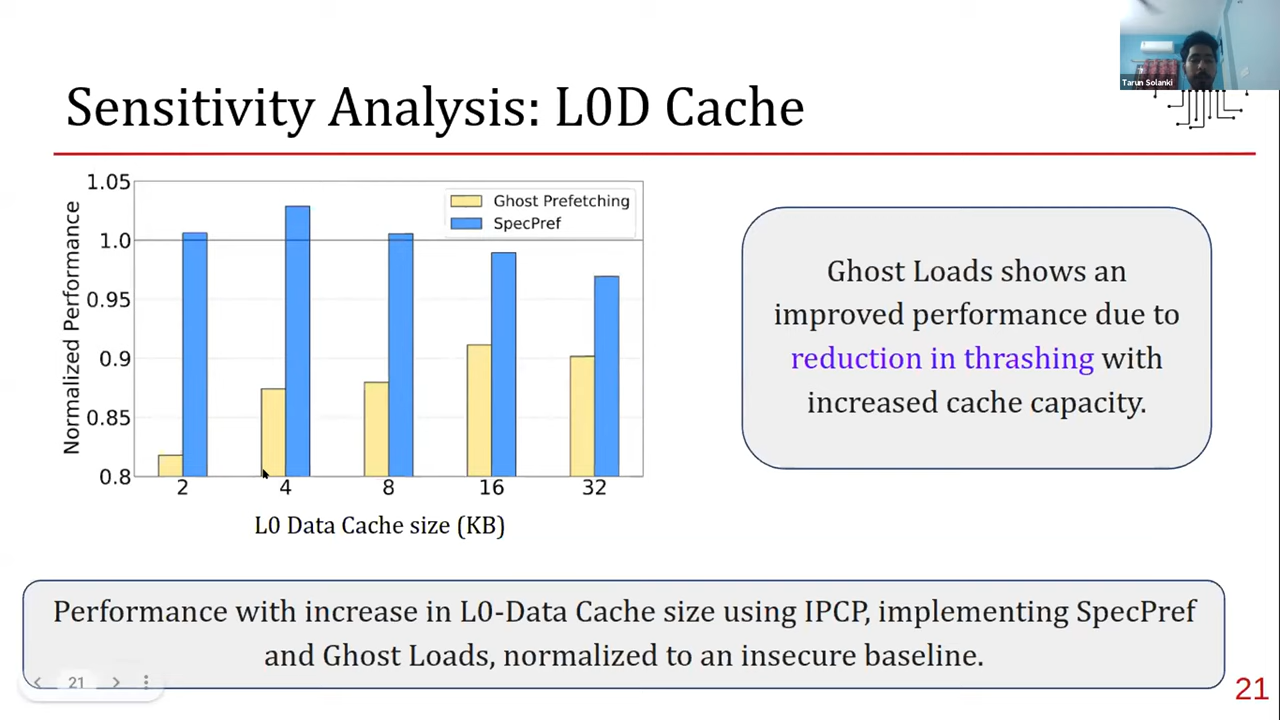 Tarun Solanki
Sensitivity Analysis: L0D Cache
1.05
1.0
0.95
0.9
0.85
0.8
Normalized Performance
Ghost Prefetching
SpecPref
2 4 8 16 32
L0 Data Cache size (KB)
Ghost Loads shows an
improved performance due to
reduction in thrashing with
increased cache capacity.
Performance with increase in L0-Data Cache size using IPCP, implementing SpecPref
and Ghost Loads, normalized to an insecure baseline.
21
21